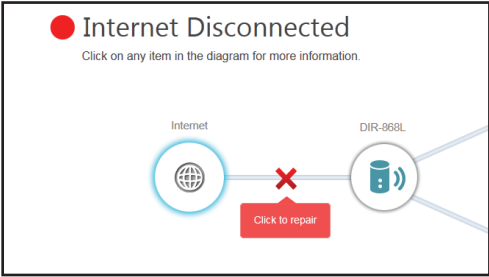 Internet Disconnected
Click on any item in the diagram for more information.
Internet
DIR-868L
Click to repair